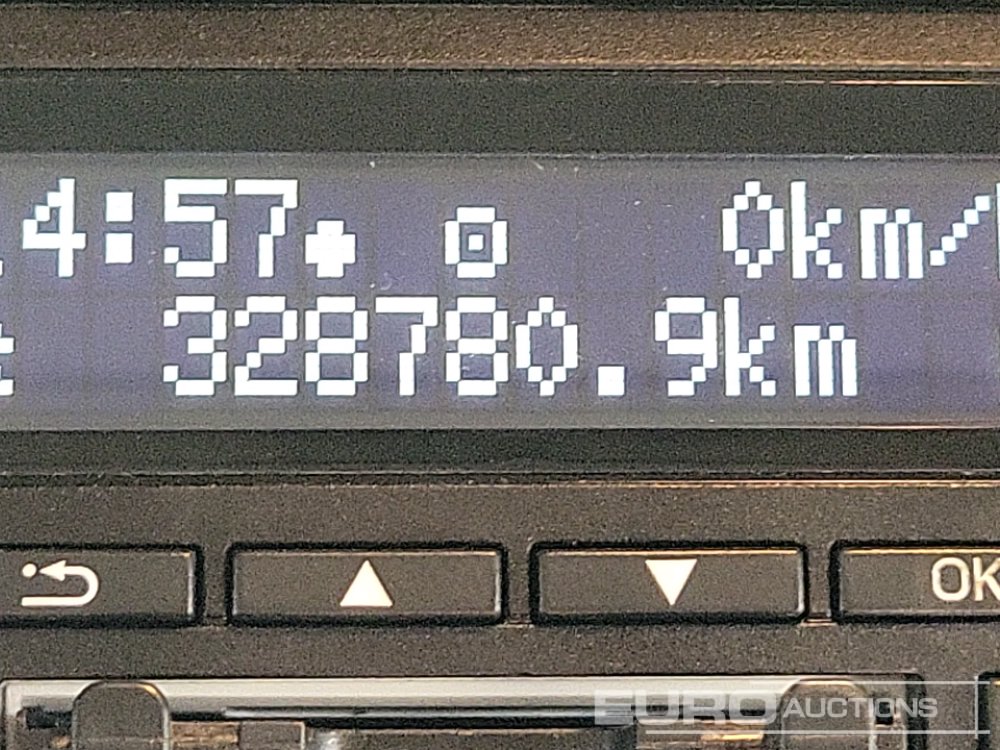 4:57 0km/
328780.9km
OK
EURO AUCTIONS